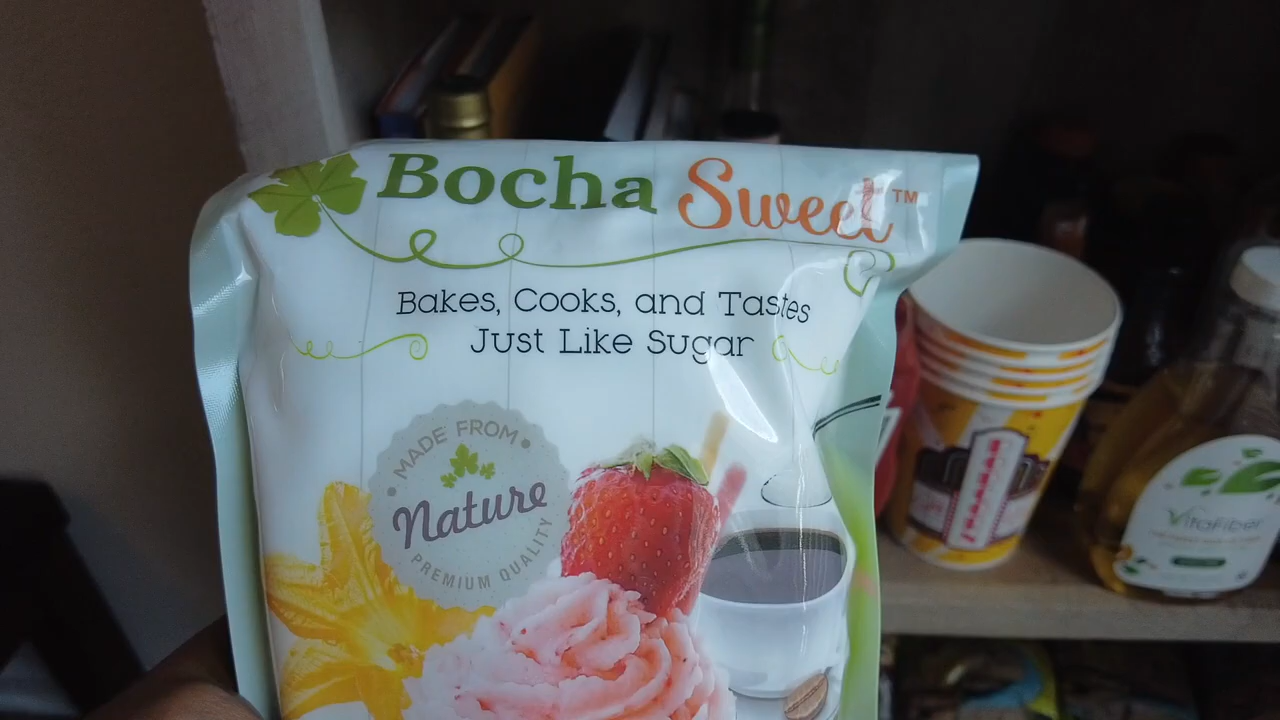 Bocha Sweet™
Bakes, Cooks, and Tastes
Just Like Sugar
MADE FROM
Nature
PREMIUM QUALITY
Vitafiber